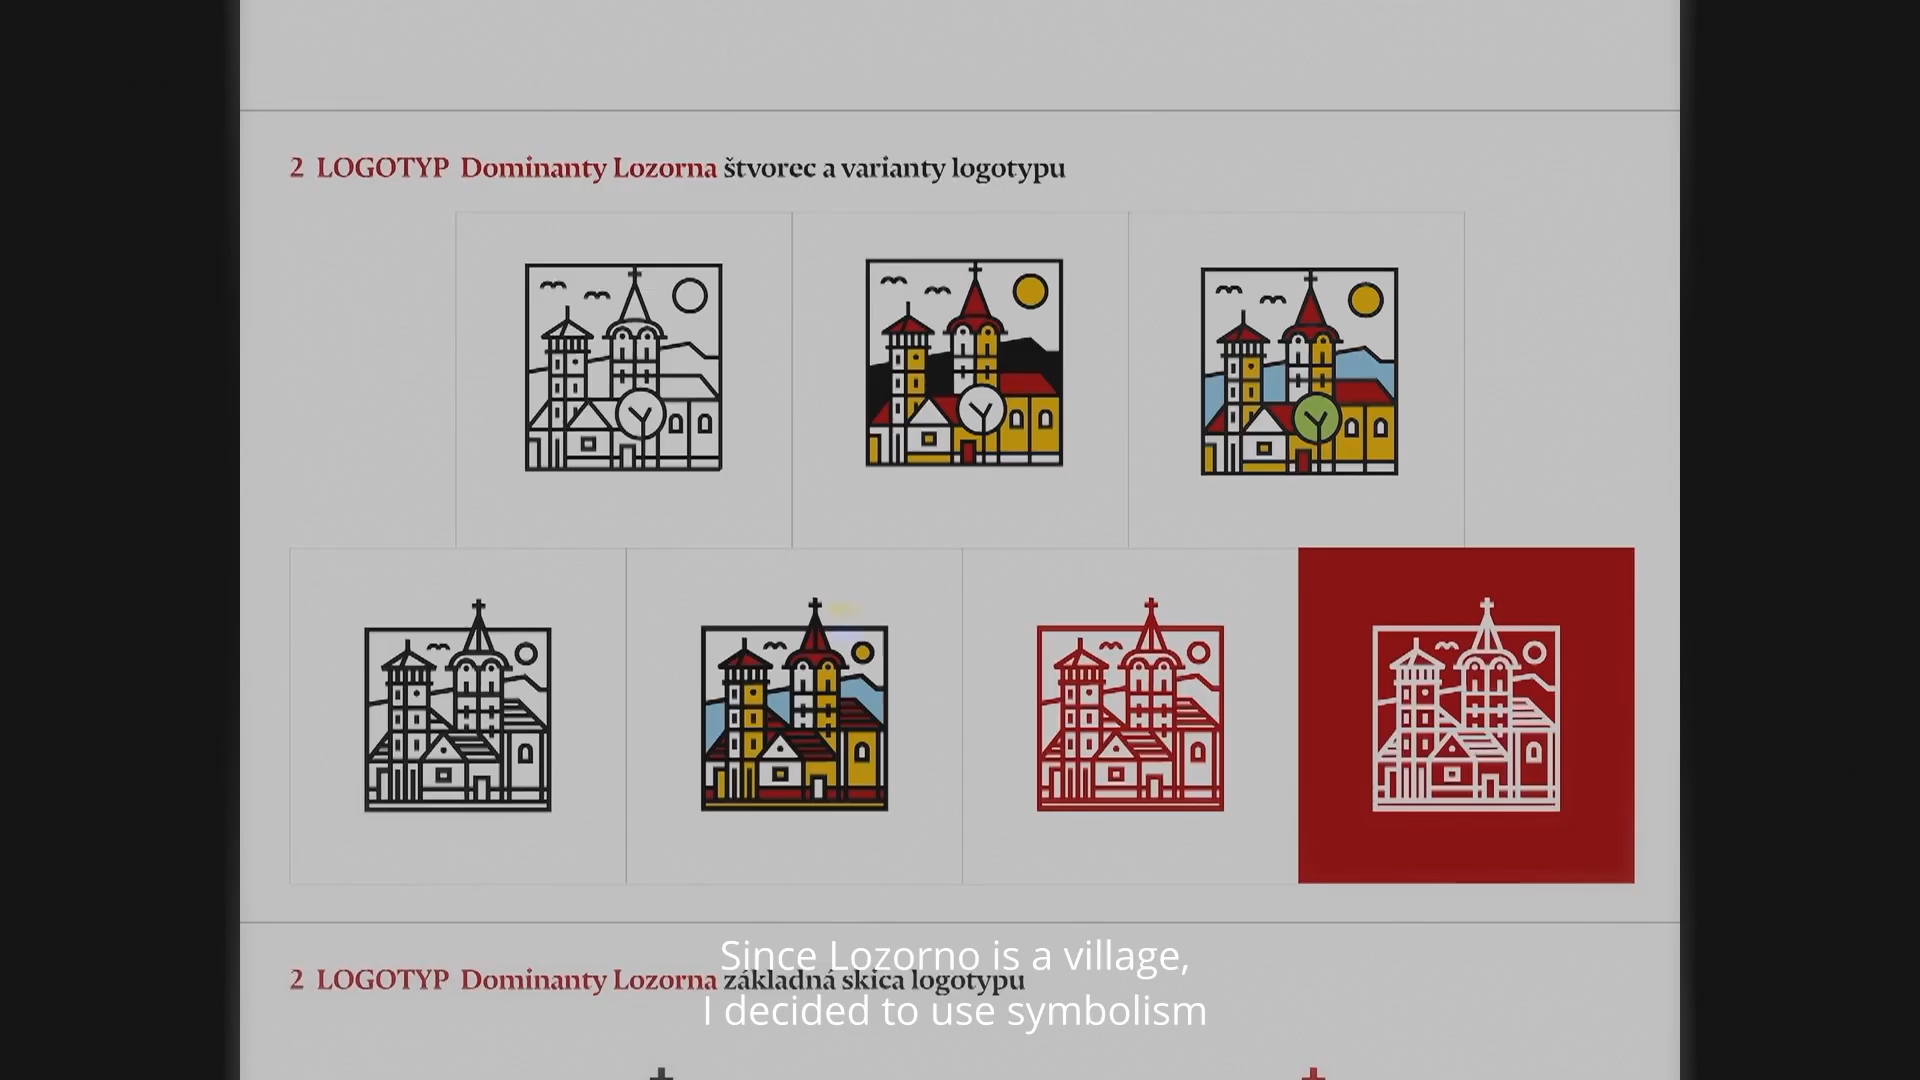 2 LOGOTYP Dominanty Lozorna štvorec a varianty logotypu
Since Lozorno is a village,
2 LOGOTYP Dominanty Lozorna základná skica logotypu
I decided to use symbolism